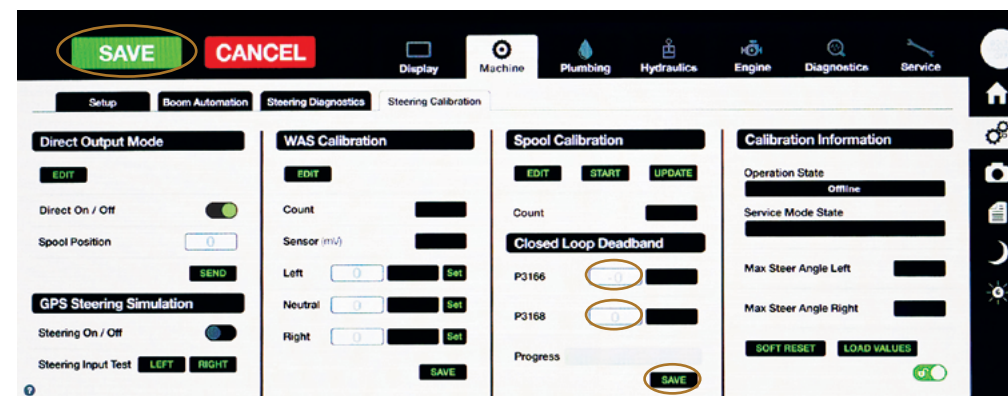 SAVE CANCEL
Display Machine Plumbing Hydraulics Engine Diagnostics Service
Setup Boom Automation Steering Diagnostics Steering Calibration
Direct Output Mode
EDIT
Direct On / Off
Spool Position 0
SEND
GPS Steering Simulation
Steering On / Off
Steering Input Test LEFT RIGHT
WAS Calibration
EDIT
Count
Sensor (mV)
Left 0 Set
Neutral 0 Set
Right 0 Set
SAVE
Spool Calibration
EDIT START UPDATE
Count
Closed Loop Deadband
P3166 0
P3168 0
Progress
SAVE
Calibration Information
Operation State
Offline
Service Mode State
Max Steer Angle Left
Max Steer Angle Right
SOFT RESET LOAD VALUES
?